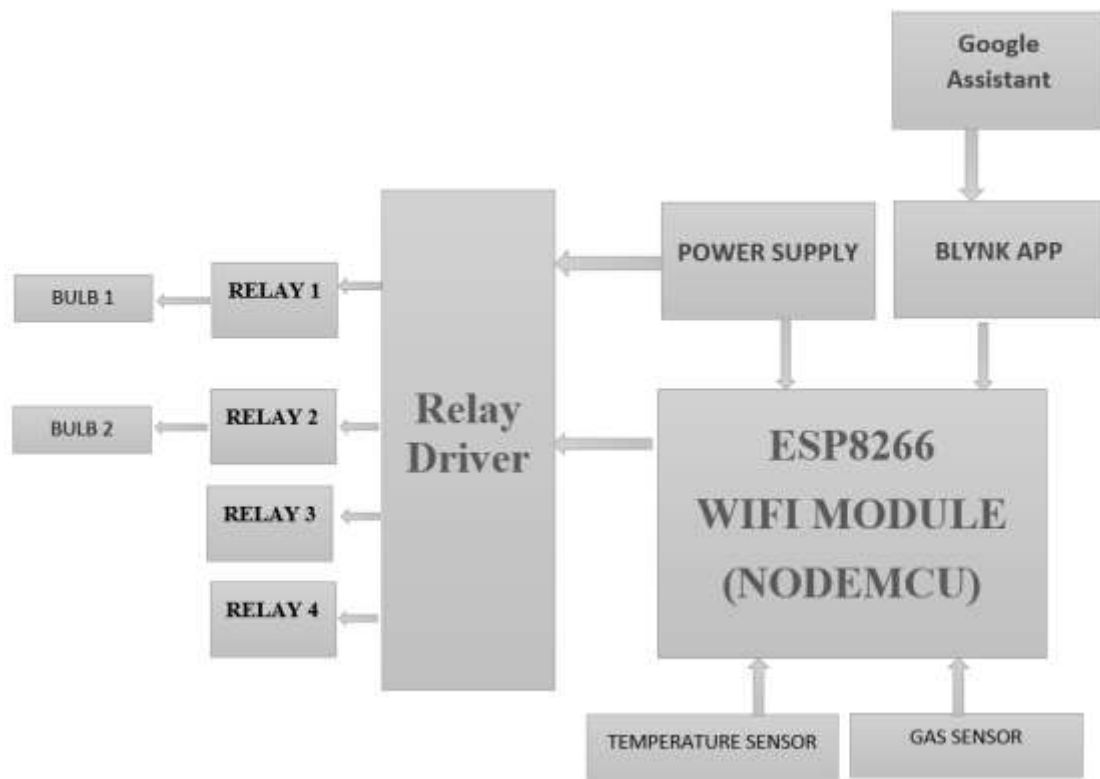 Google
Assistant
POWER SUPPLY
BLYNK APP
BULB 1
RELAY 1
BULB 2
RELAY 2
RELAY 3
RELAY 4
Relay
Driver
ESP8266
WIFI MODULE
(NODEMCU)
TEMPERATURE SENSOR
GAS SENSOR